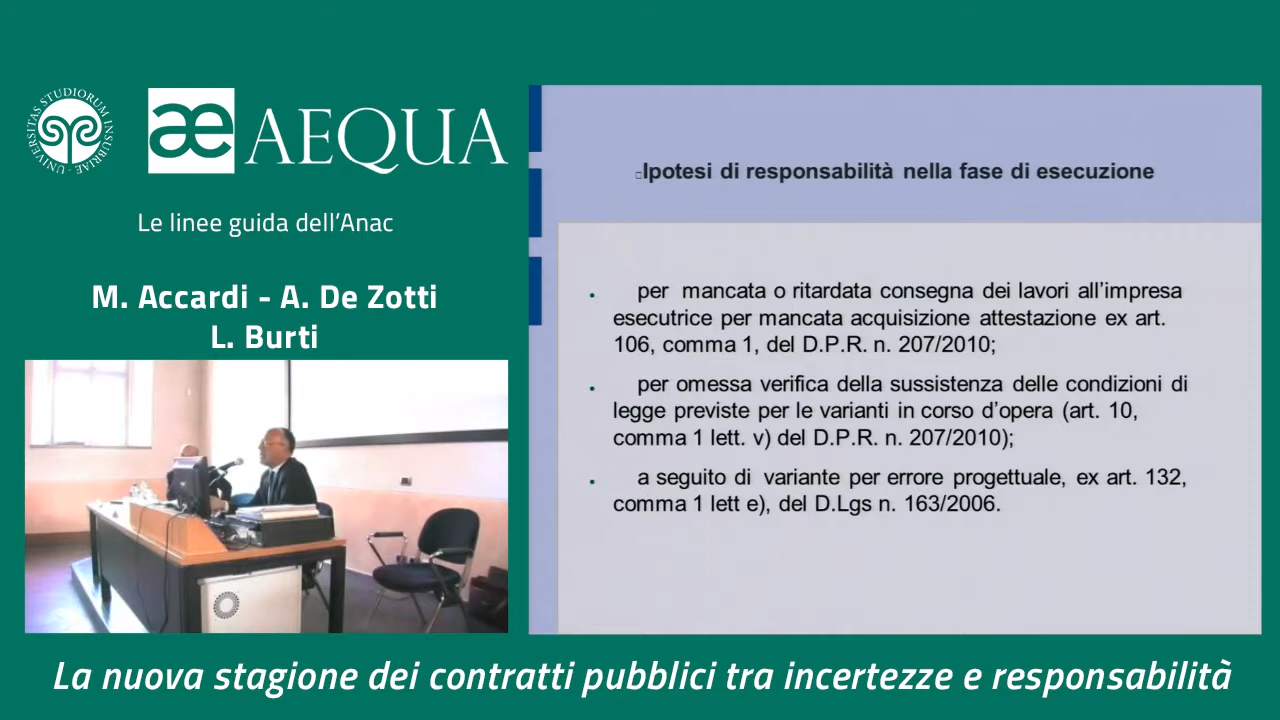 UNIVERSITAS STUDIORUM INSUBRIAE
æ AEQUA
Le linee guida dell’Anac
M. Accardi - A. De Zotti
L. Burti
Ipotesi di responsabilità nella fase di esecuzione
• per mancata o ritardata consegna dei lavori all’impresa
esecutrice per mancata acquisizione attestazione ex art.
106, comma 1, del D.P.R. n. 207/2010;
• per omessa verifica della sussistenza delle condizioni di
legge previste per le varianti in corso d’opera (art. 10,
comma 1 lett. v) del D.P.R. n. 207/2010);
• a seguito di variante per errore progettuale, ex art. 132,
comma 1 lett e), del D.Lgs n. 163/2006.
La nuova stagione dei contratti pubblici tra incertezze e responsabilità